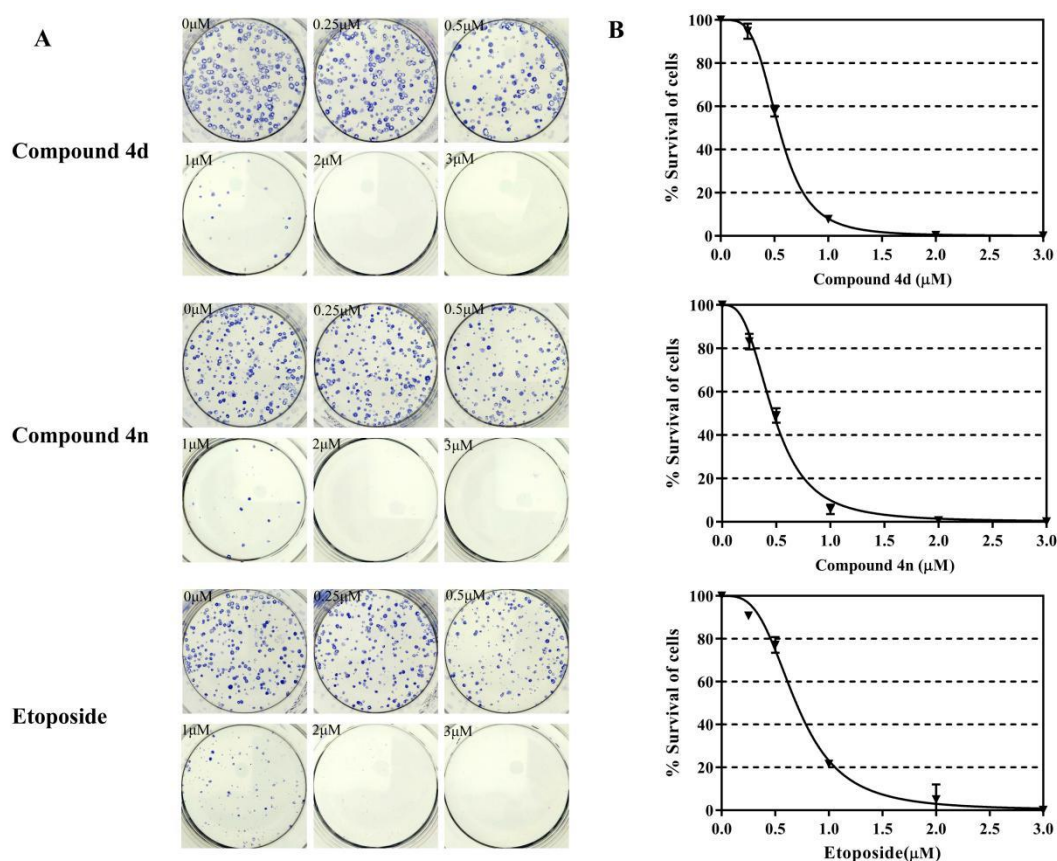 A
Compound 4d
0μM
0.25μM
0.5μM
1μM
2μM
3μM
Compound 4n
0μM
0.25μM
0.5μM
1μM
2μM
3μM
Etoposide
0μM
0.25μM
0.5μM
1μM
2μM
3μM
B
% Survival of cells
100
80
60
40
20
0
0.0 0.5 1.0 1.5 2.0 2.5 3.0
Compound 4d (μM)
% Survival of cells
100
80
60
40
20
0
0.0 0.5 1.0 1.5 2.0 2.5 3.0
Compound 4n (μM)
% Survival of cells
100
80
60
40
20
0
0.0 0.5 1.0 1.5 2.0 2.5 3.0
Etoposide(μM)